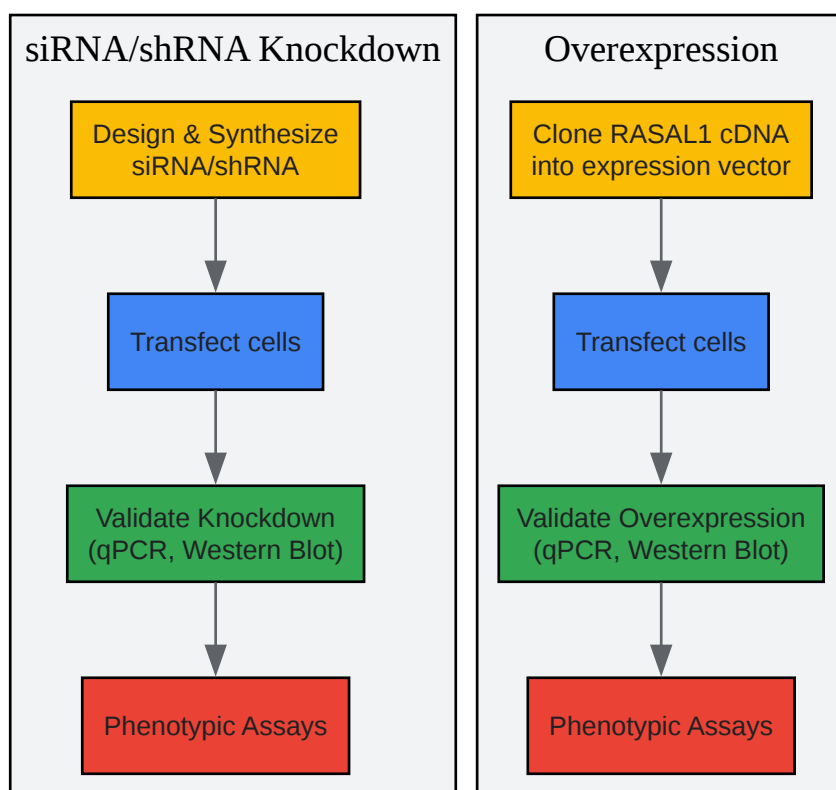 siRNA/shRNA Knockdown
Design & Synthesize
siRNA/shRNA
Transfect cells
Validate Knockdown
(qPCR, Western Blot)
Phenotypic Assays
Overexpression
Clone RASAL1 cDNA
into expression vector
Transfect cells
Validate Overexpression
(qPCR, Western Blot)
Phenotypic Assays